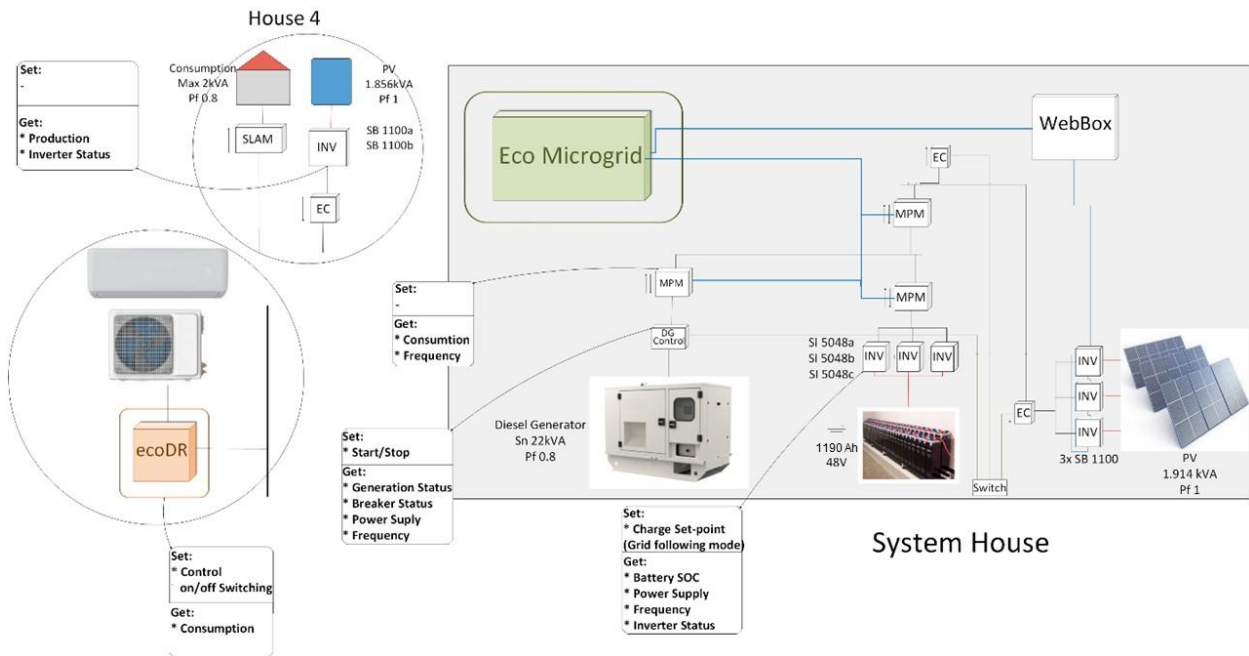 House 4
Set:
-
Get:
* Production
* Inverter Status
Consumption
Max 2kVA
Pf 0.8
PV
1.856kVA
Pf 1
SLAM
INV
SB 1100a
SB 1100b
EC
ecoDR
Set:
* Control
on/off Switching
Get:
* Consumption
Eco Microgrid
WebBox
EC
MPM
MPM
MPM
Set:
-
Get:
* Consumtion
* Frequency
DG
Control
SI 5048a
SI 5048b
SI 5048c
INV
INV
INV
Diesel Generator
Sn 22kVA
Pf 0.8
1190 Ah
48V
Set:
* Start/Stop
Get:
* Generation Status
* Breaker Status
* Power Suply
* Frequency
Set:
* Charge Set-point
(Grid following mode)
Get:
* Battery SOC
* Power Supply
* Frequency
* Inverter Status
EC
INV
INV
INV
3x SB 1100
PV
1.914 kVA
Pf 1
Switch
System House